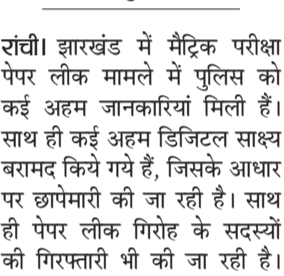 रांची। झारखंड में मैट्रिक परीक्षा
पेपर लीक मामले में पुलिस को
कई अहम जानकारियां मिली हैं।
साथ ही कई अहम डिजिटल साक्ष्य
बरामद किये गये हैं, जिसके आधार
पर छापेमारी की जा रही है। साथ
ही पेपर लीक गिरोह के सदस्यों
की गिरफ्तारी भी की जा रही है।